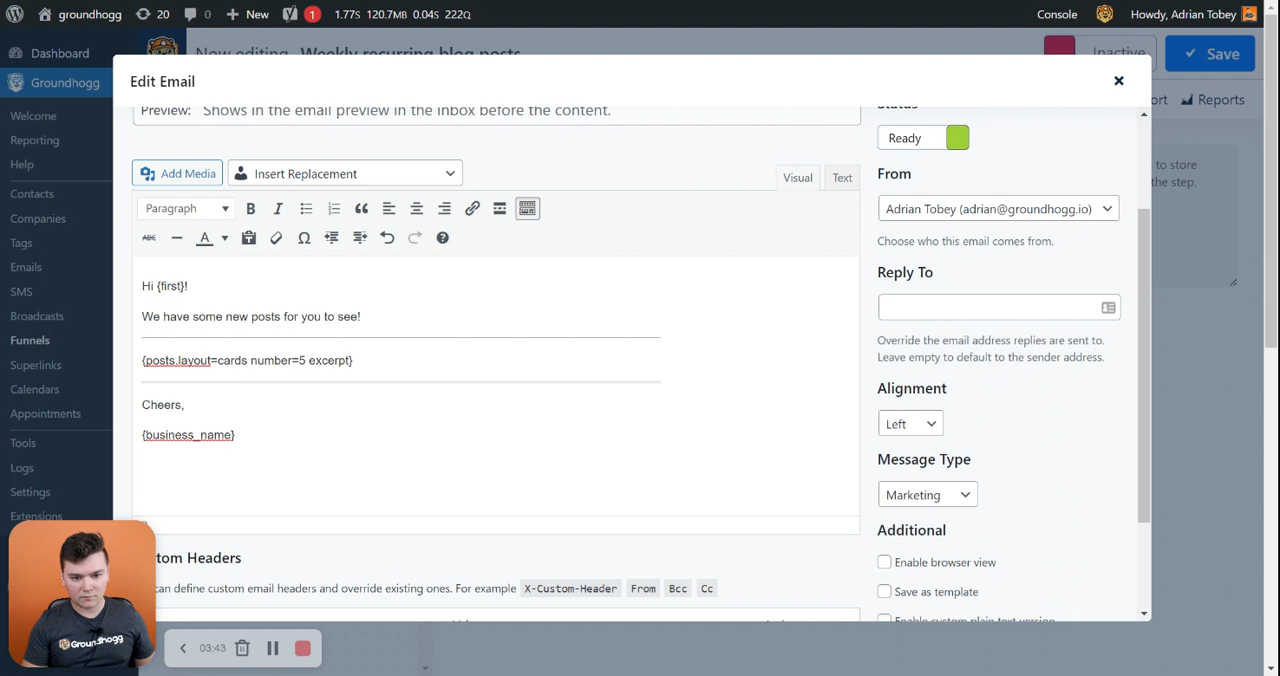 groundhogg
20
0
New
1
1.77S 120.7MB 0.04S 222Q
Console
Howdy, Adrian Tobey
Dashboard
Now editing Weekly recurring blog posts
Inactive
Save
Groundhogg
Edit Email
Reports
Welcome
Reporting
Help
Contacts
Companies
Tags
Emails
SMS
Broadcasts
Funnels
Superlinks
Calendars
Appointments
Tools
Logs
Settings
Extensions
Preview: Shows in the email preview in the inbox before the content.
Add Media
Insert Replacement
Visual
Text
Paragraph
B I
ABC
A
Hi {first}!
We have some new posts for you to see!
{posts.layout=cards number=5 excerpt}
Cheers,
{business_name}
tom Headers
can define custom email headers and override existing ones. For example X-Custom-Header From Bcc Cc
Status
Ready
From
Adrian Tobey (adrian@groundhogg.io)
Choose who this email comes from.
Reply To
Override the email address replies are sent to.
Leave empty to default to the sender address.
Alignment
Left
Message Type
Marketing
Additional
Enable browser view
Save as template
Enable custom plain text version
to store
the step.
Groundhogg
03:43